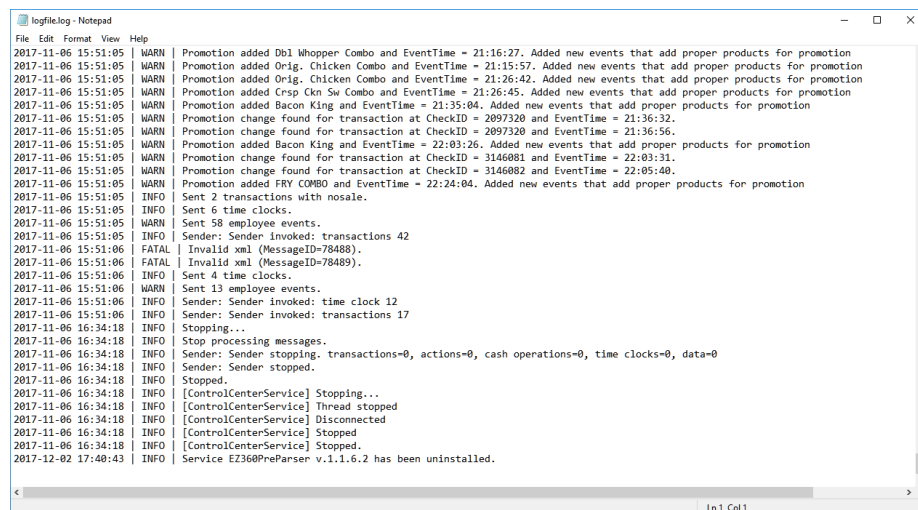 logfile.log - Notepad
File Edit Format View Help
2017-11-06 15:51:05 | WARN | Promotion added Dbl Whopper Combo and EventTime = 21:16:27. Added new events that add proper products for promotion
2017-11-06 15:51:05 | WARN | Promotion added Orig. Chicken Combo and EventTime = 21:15:57. Added new events that add proper products for promotion
2017-11-06 15:51:05 | WARN | Promotion added Orig. Chicken Combo and EventTime = 21:26:42. Added new events that add proper products for promotion
2017-11-06 15:51:05 | WARN | Promotion added Crsp Ckn Sw Combo and EventTime = 21:26:45. Added new events that add proper products for promotion
2017-11-06 15:51:05 | WARN | Promotion added Bacon King and EventTime = 21:35:04. Added new events that add proper products for promotion
2017-11-06 15:51:05 | WARN | Promotion change found for transaction at CheckID = 2097320 and EventTime = 21:36:32.
2017-11-06 15:51:05 | WARN | Promotion change found for transaction at CheckID = 2097320 and EventTime = 21:36:56.
2017-11-06 15:51:05 | WARN | Promotion added Bacon King and EventTime = 22:03:26. Added new events that add proper products for promotion
2017-11-06 15:51:05 | WARN | Promotion change found for transaction at CheckID = 3146081 and EventTime = 22:03:31.
2017-11-06 15:51:05 | WARN | Promotion change found for transaction at CheckID = 3146082 and EventTime = 22:05:40.
2017-11-06 15:51:05 | WARN | Promotion added FRY COMBO and EventTime = 22:24:04. Added new events that add proper products for promotion
2017-11-06 15:51:05 | INFO | Sent 2 transactions with nosale.
2017-11-06 15:51:05 | INFO | Sent 6 time clocks.
2017-11-06 15:51:05 | WARN | Sent 58 employee events.
2017-11-06 15:51:05 | INFO | Sender: Sender invoked: transactions 42
2017-11-06 15:51:06 | FATAL | Invalid xml (MessageID=78488).
2017-11-06 15:51:06 | FATAL | Invalid xml (MessageID=78489).
2017-11-06 15:51:06 | INFO | Sent 4 time clocks.
2017-11-06 15:51:06 | WARN | Sent 13 employee events.
2017-11-06 15:51:06 | INFO | Sender: Sender invoked: time clock 12
2017-11-06 15:51:06 | INFO | Sender: Sender invoked: transactions 17
2017-11-06 16:34:18 | INFO | Stopping...
2017-11-06 16:34:18 | INFO | Stop processing messages.
2017-11-06 16:34:18 | INFO | Sender: Sender stopping. transactions=0, actions=0, cash operations=0, time clocks=0, data=0
2017-11-06 16:34:18 | INFO | Sender: Sender stopped.
2017-11-06 16:34:18 | INFO | Stopped.
2017-11-06 16:34:18 | INFO | [ControlCenterService] Stopping...
2017-11-06 16:34:18 | INFO | [ControlCenterService] Thread stopped
2017-11-06 16:34:18 | INFO | [ControlCenterService] Disconnected
2017-11-06 16:34:18 | INFO | [ControlCenterService] Stopped
2017-11-06 16:34:18 | INFO | [ControlCenterService] Stopped.
2017-12-02 17:40:43 | INFO | Service EZ360PreParser v.1.1.6.2 has been uninstalled.
Ln 1, Col 1